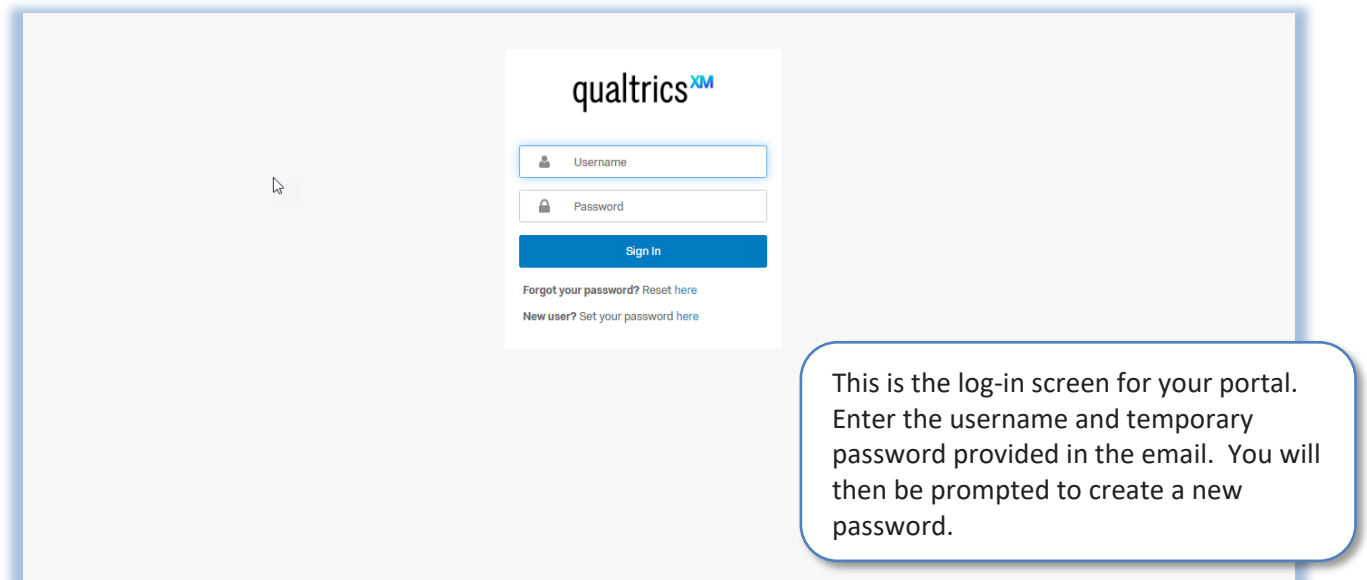 qualtrics XM
Username
Password
Sign In
Forgot your password? Reset here
New user? Set your password here
This is the log-in screen for your portal.
Enter the username and temporary
password provided in the email.  You will
then be prompted to create a new
password.